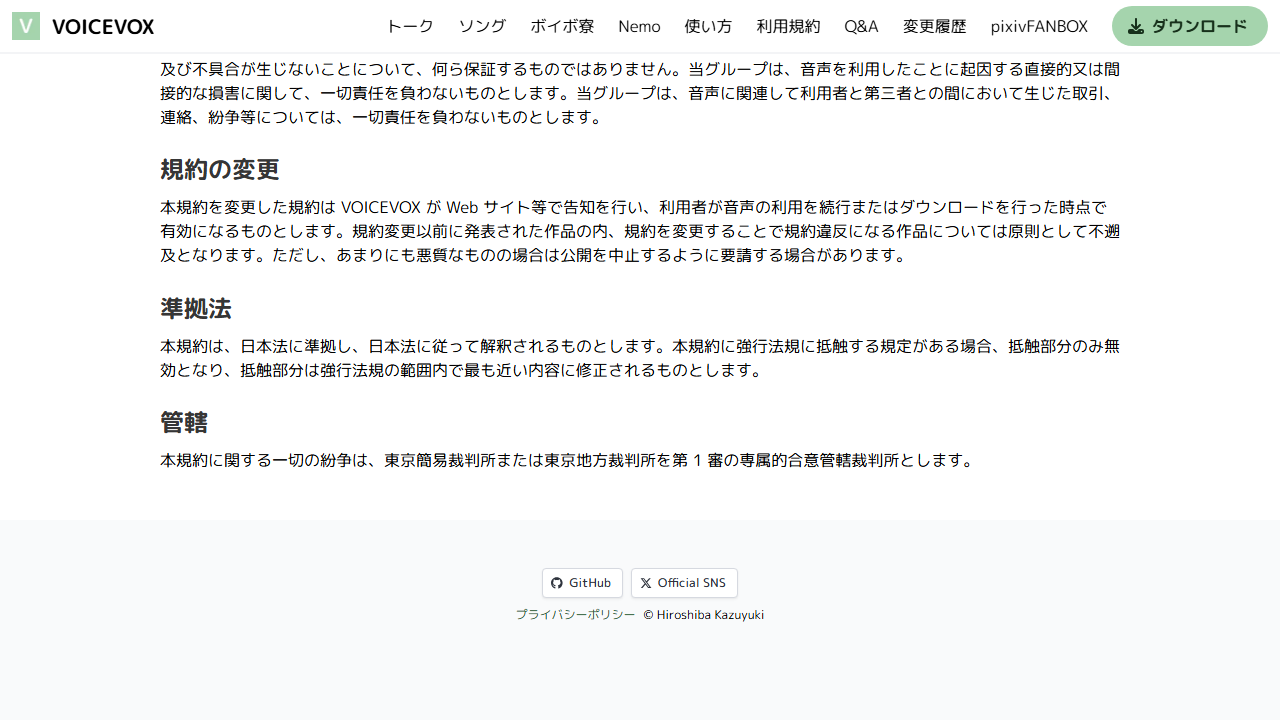 VOICEVOX トーク ソング ボイボ寮 Nemo 使い方 利用規約 Q&A 変更履歴 pixivFANBOX ダウンロード
及び不具合が生じないことについて、何ら保証するものではありません。当グループは、音声を利用したことに起因する直接的又は間
接的な損害に関して、一切責任を負わないものとします。当グループは、音声に関連して利用者と第三者との間において生じた取引、
連絡、紛争等については、一切責任を負わないものとします。
規約の変更
本規約を変更した規約は VOICEVOX が Web サイト等で告知を行い、利用者が音声の利用を続行またはダウンロードを行った時点で
有効になるものとします。規約変更以前に発表された作品の内、規約を変更することで規約違反になる作品については原則として不遡
及となります。ただし、あまりにも悪質なものの場合は公開を中止するように要請する場合があります。
準拠法
本規約は、日本法に準拠し、日本法に従って解釈されるものとします。本規約に強行法規に抵触する規定がある場合、抵触部分のみ無
効となり、抵触部分は強行法規の範囲内で最も近い内容に修正されるものとします。
管轄
本規約に関する一切の紛争は、東京簡易裁判所または東京地方裁判所を第 1 審の専属的合意管轄裁判所とします。
GitHub Official SNS
プライバシーポリシー © Hiroshiba Kazuyuki